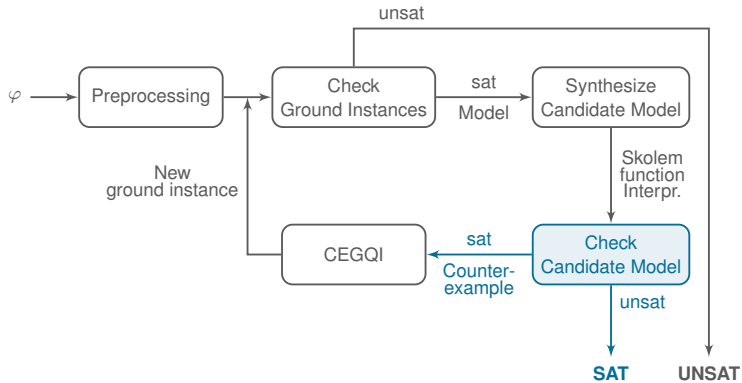 unsat
φ
Preprocessing
Check
Ground Instances
sat
Model
Synthesize
Candidate Model
New
ground instance
Skolem
function
Interpr.
CEGQI
sat
Counter-
example
Check
Candidate Model
unsat
SAT
UNSAT